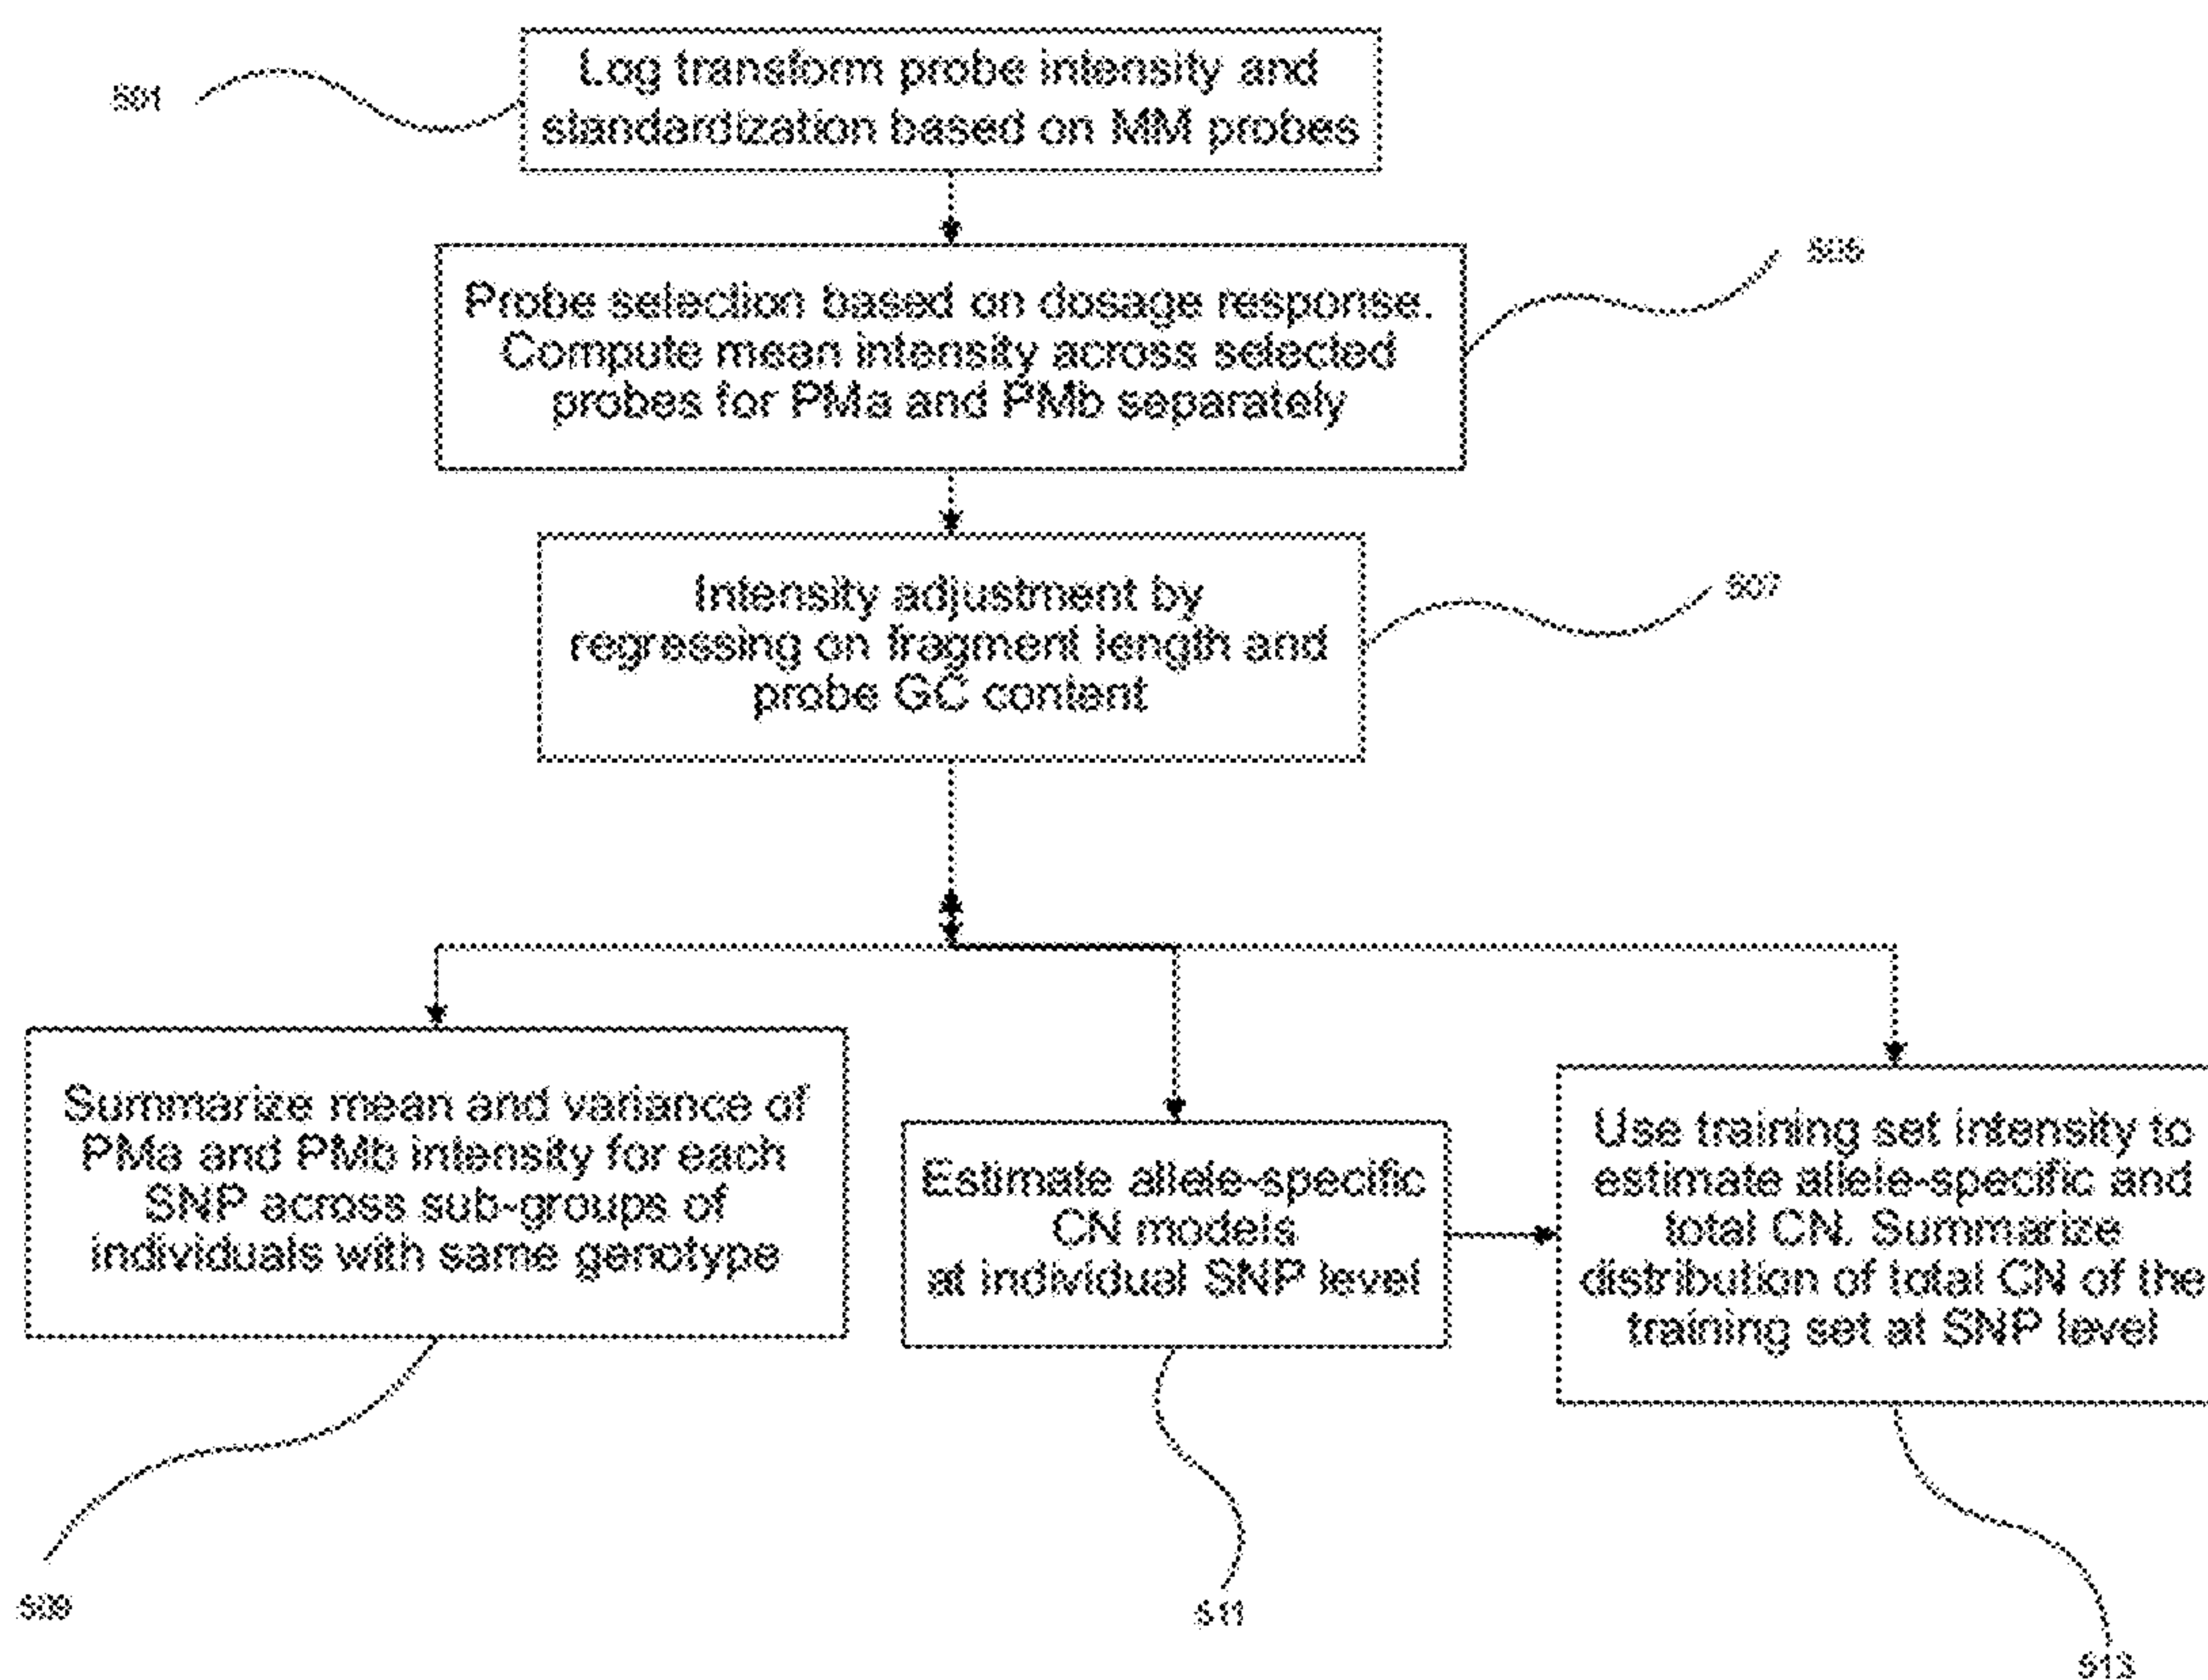 501
Log transform probe intensity and
standardization based on MM probes
505
Probe selection based on dosage response.
Compute mean intensity across selected
probes for PMa and PMb separately
507
Intensity adjustment by
regressing on fragment length and
probe GC content
Summarize mean and variance of
PMa and PMb intensity for each
SNP across sub-groups of
individuals with same genotype
Estimate allele-specific
CN models
at individual SNP level
Use training set intensity to
estimate allele-specific and
total CN. Summarize
distribution of total CN of the
training set at SNP level
509
511
513